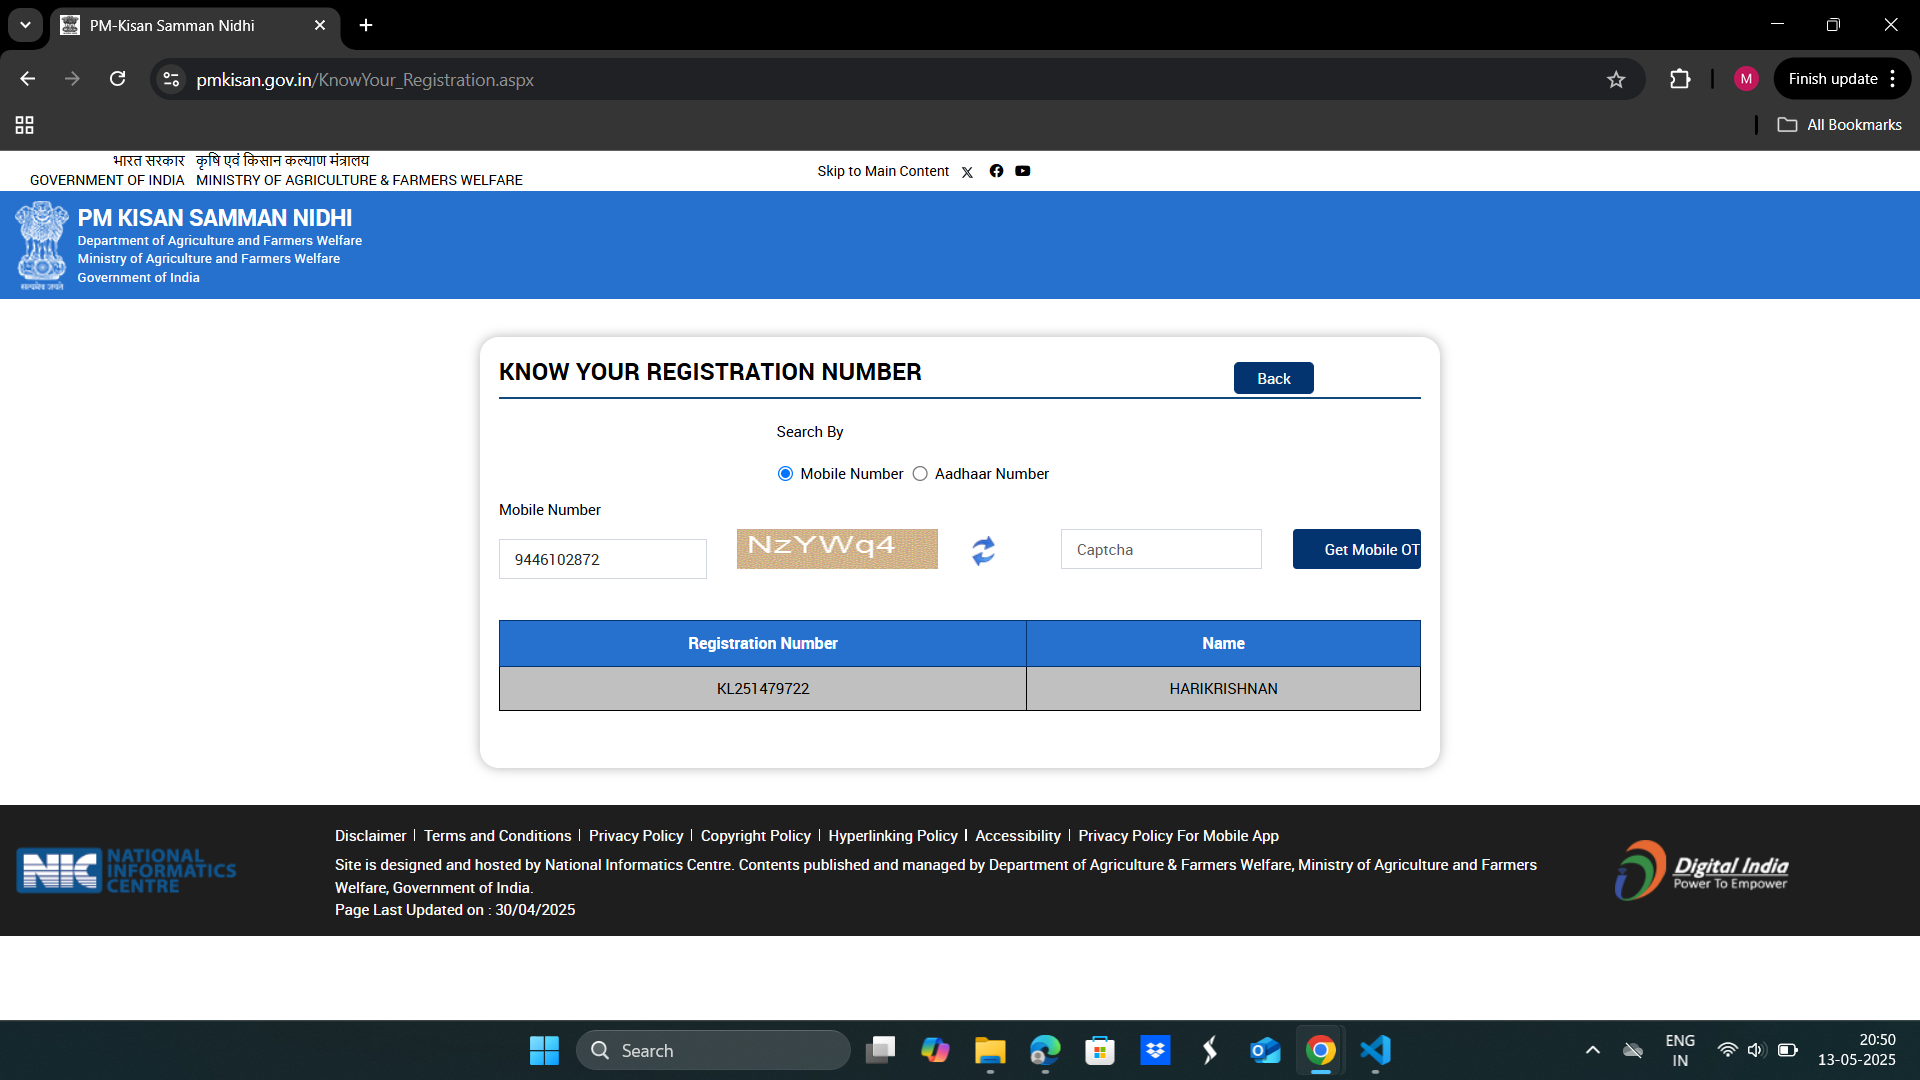 PM-Kisan Samman Nidhi
pmkisan.gov.in/KnowYour_Registration.aspx
M
Finish update
All Bookmarks
भारत सरकार कृषि एवं किसान कल्याण मंत्रालय
GOVERNMENT OF INDIA MINISTRY OF AGRICULTURE & FARMERS WELFARE
Skip to Main Content
PM KISAN SAMMAN NIDHI
Department of Agriculture and Farmers Welfare
Ministry of Agriculture and Farmers Welfare
Government of India
सत्यमेव जयते
KNOW YOUR REGISTRATION NUMBER
Back
Search By
Mobile Number Aadhaar Number
Mobile Number
9446102872
NzYWq4
Captcha
Get Mobile OT
Registration Number Name
KL251479722 HARIKRISHNAN
Disclaimer Terms and Conditions Privacy Policy Copyright Policy Hyperlinking Policy Accessibility Privacy Policy For Mobile App
Site is designed and hosted by National Informatics Centre. Contents published and managed by Department of Agriculture & Farmers Welfare, Ministry of Agriculture and Farmers
Welfare, Government of India.
Page Last Updated on : 30/04/2025
NIC NATIONAL
INFORMATICS
CENTRE
Digital India
Power To Empower
Search
ENG
IN
20:50
13-05-2025